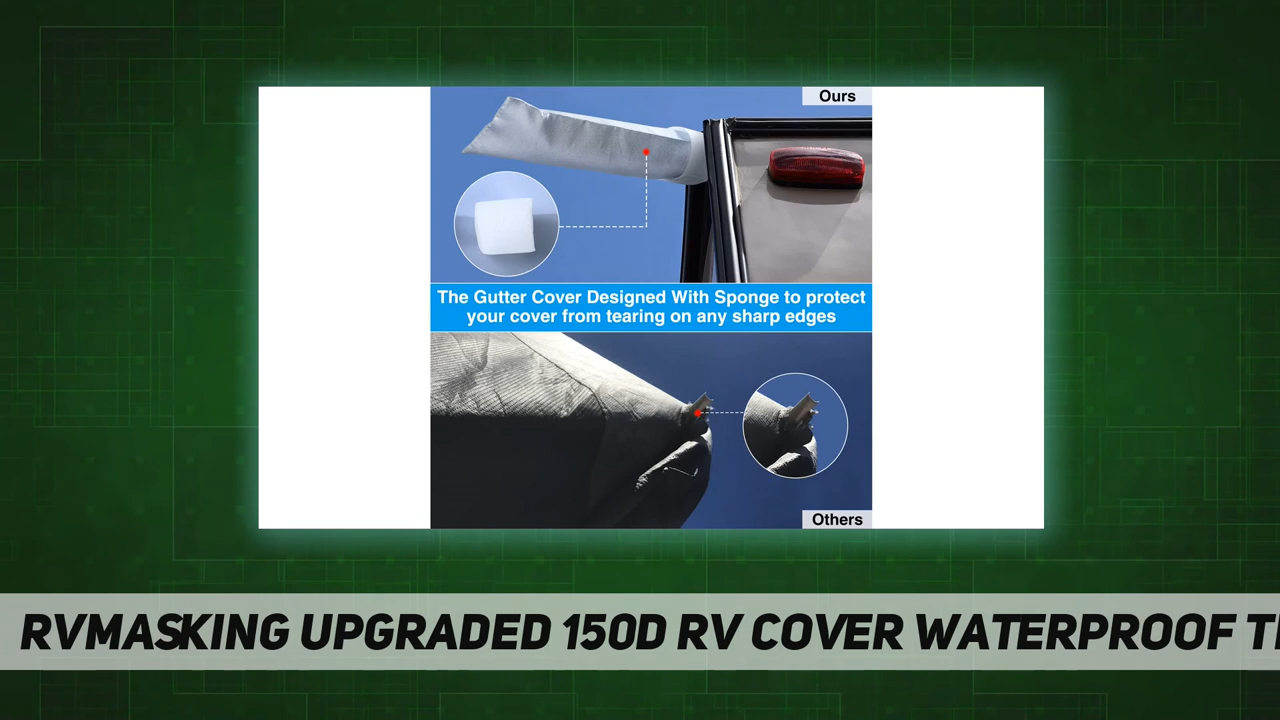 Ours
The Gutter Cover Designed With Sponge to protect
your cover from tearing on any sharp edges
Others
RVMASKING UPGRADED 150D RV COVER WATERPROOF